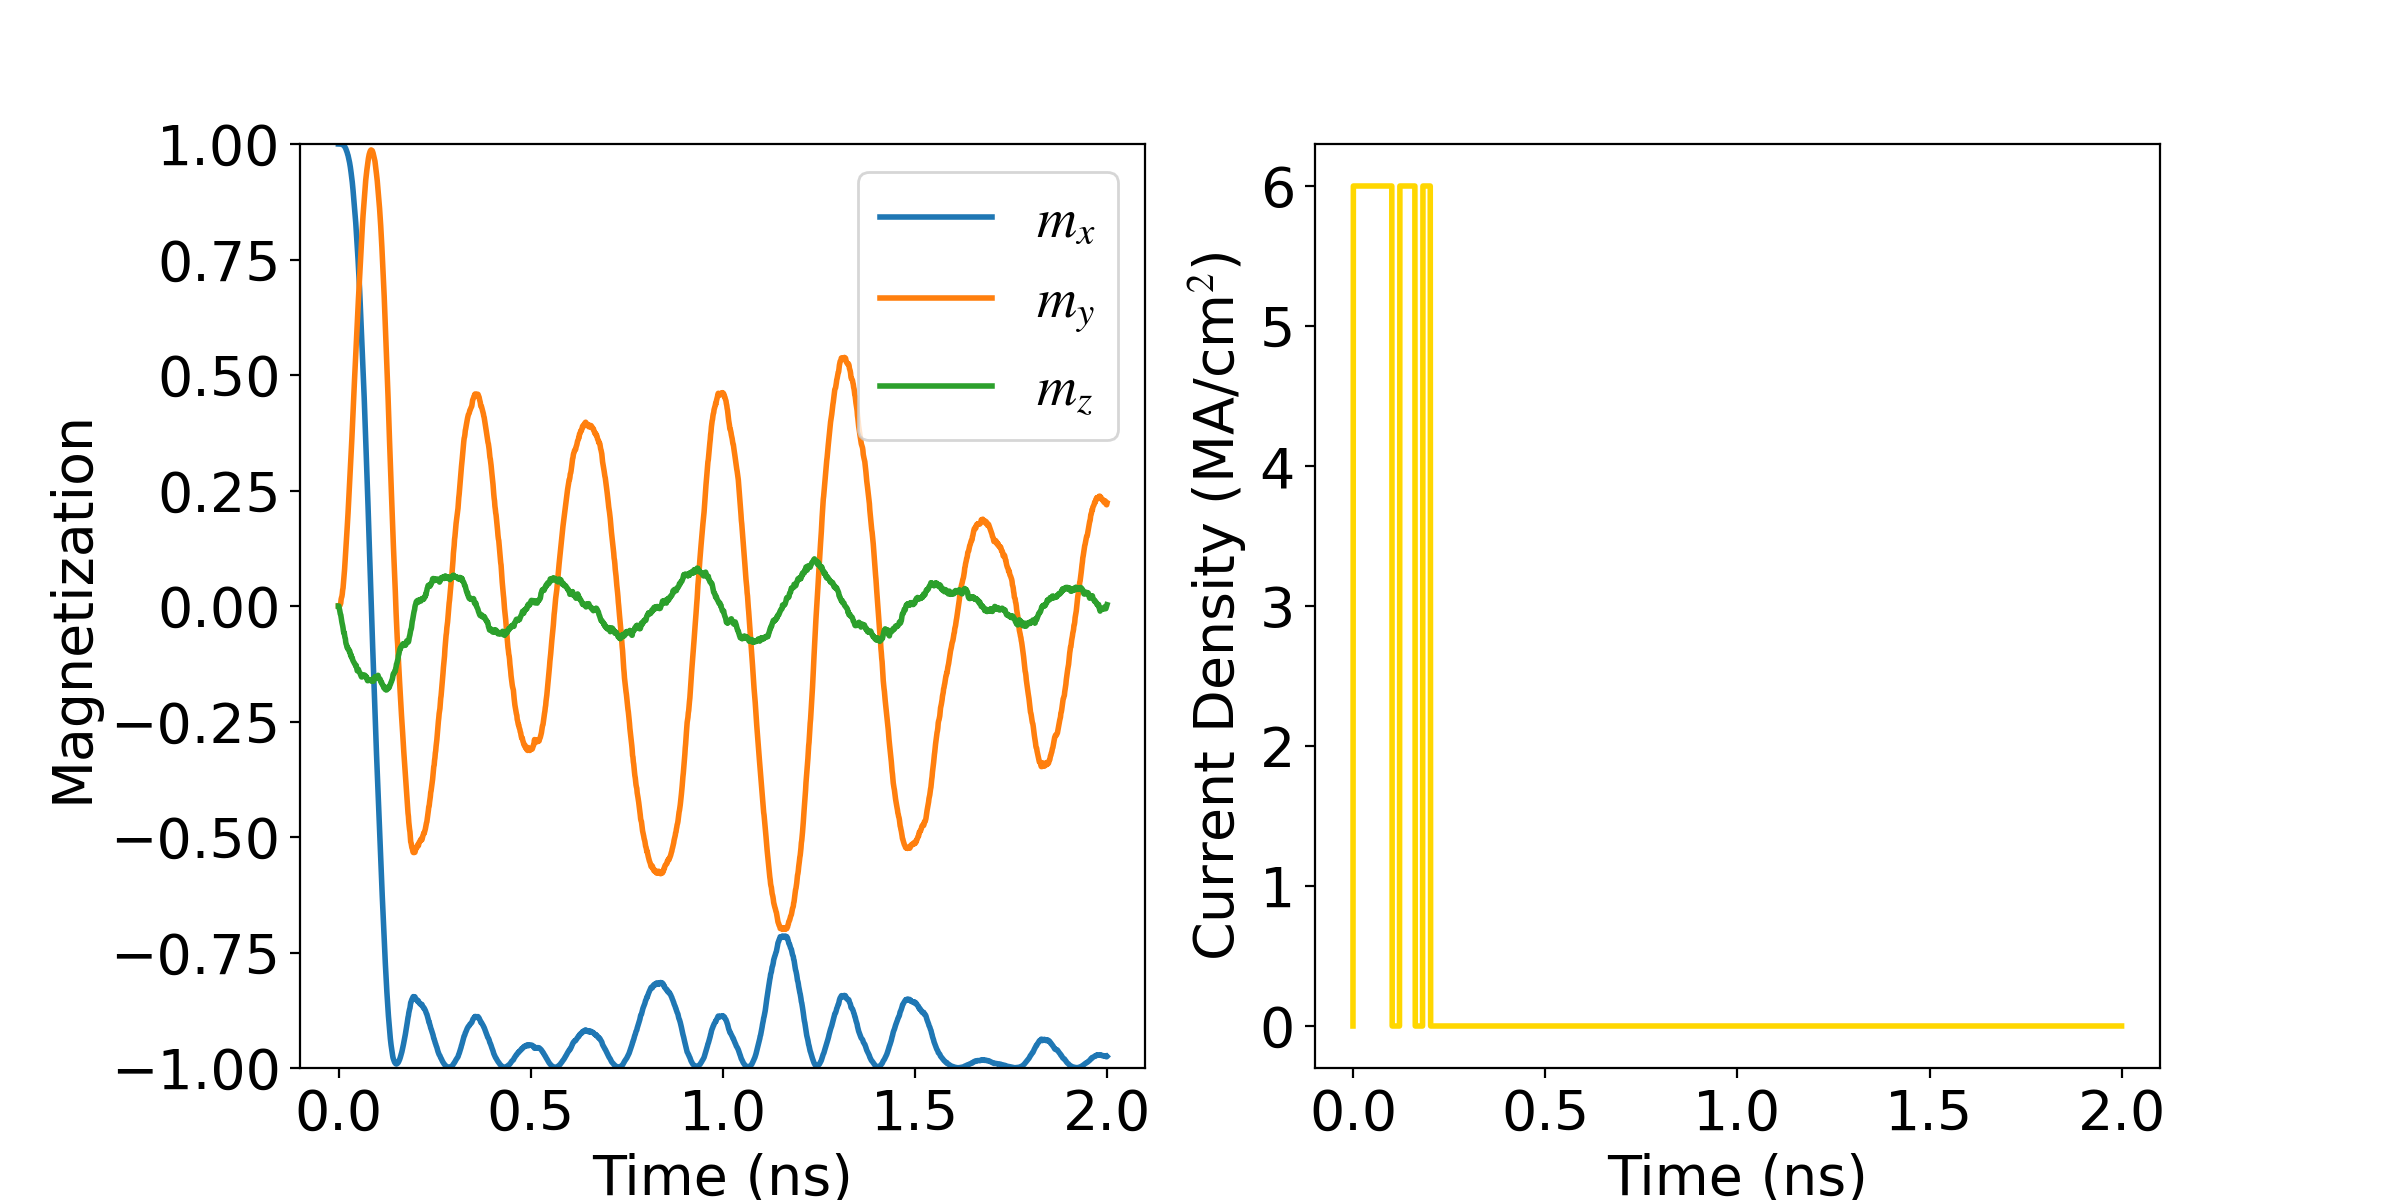 1.00
0.75
0.50
0.25
0.00
−0.25
−0.50
−0.75
−1.00
Magnetization
0.0 0.5 1.0 1.5 2.0
Time (ns)
m_x
m_y
m_z
6
5
4
3
2
1
0
Current Density (MA/cm²)
0.0 0.5 1.0 1.5 2.0
Time (ns)